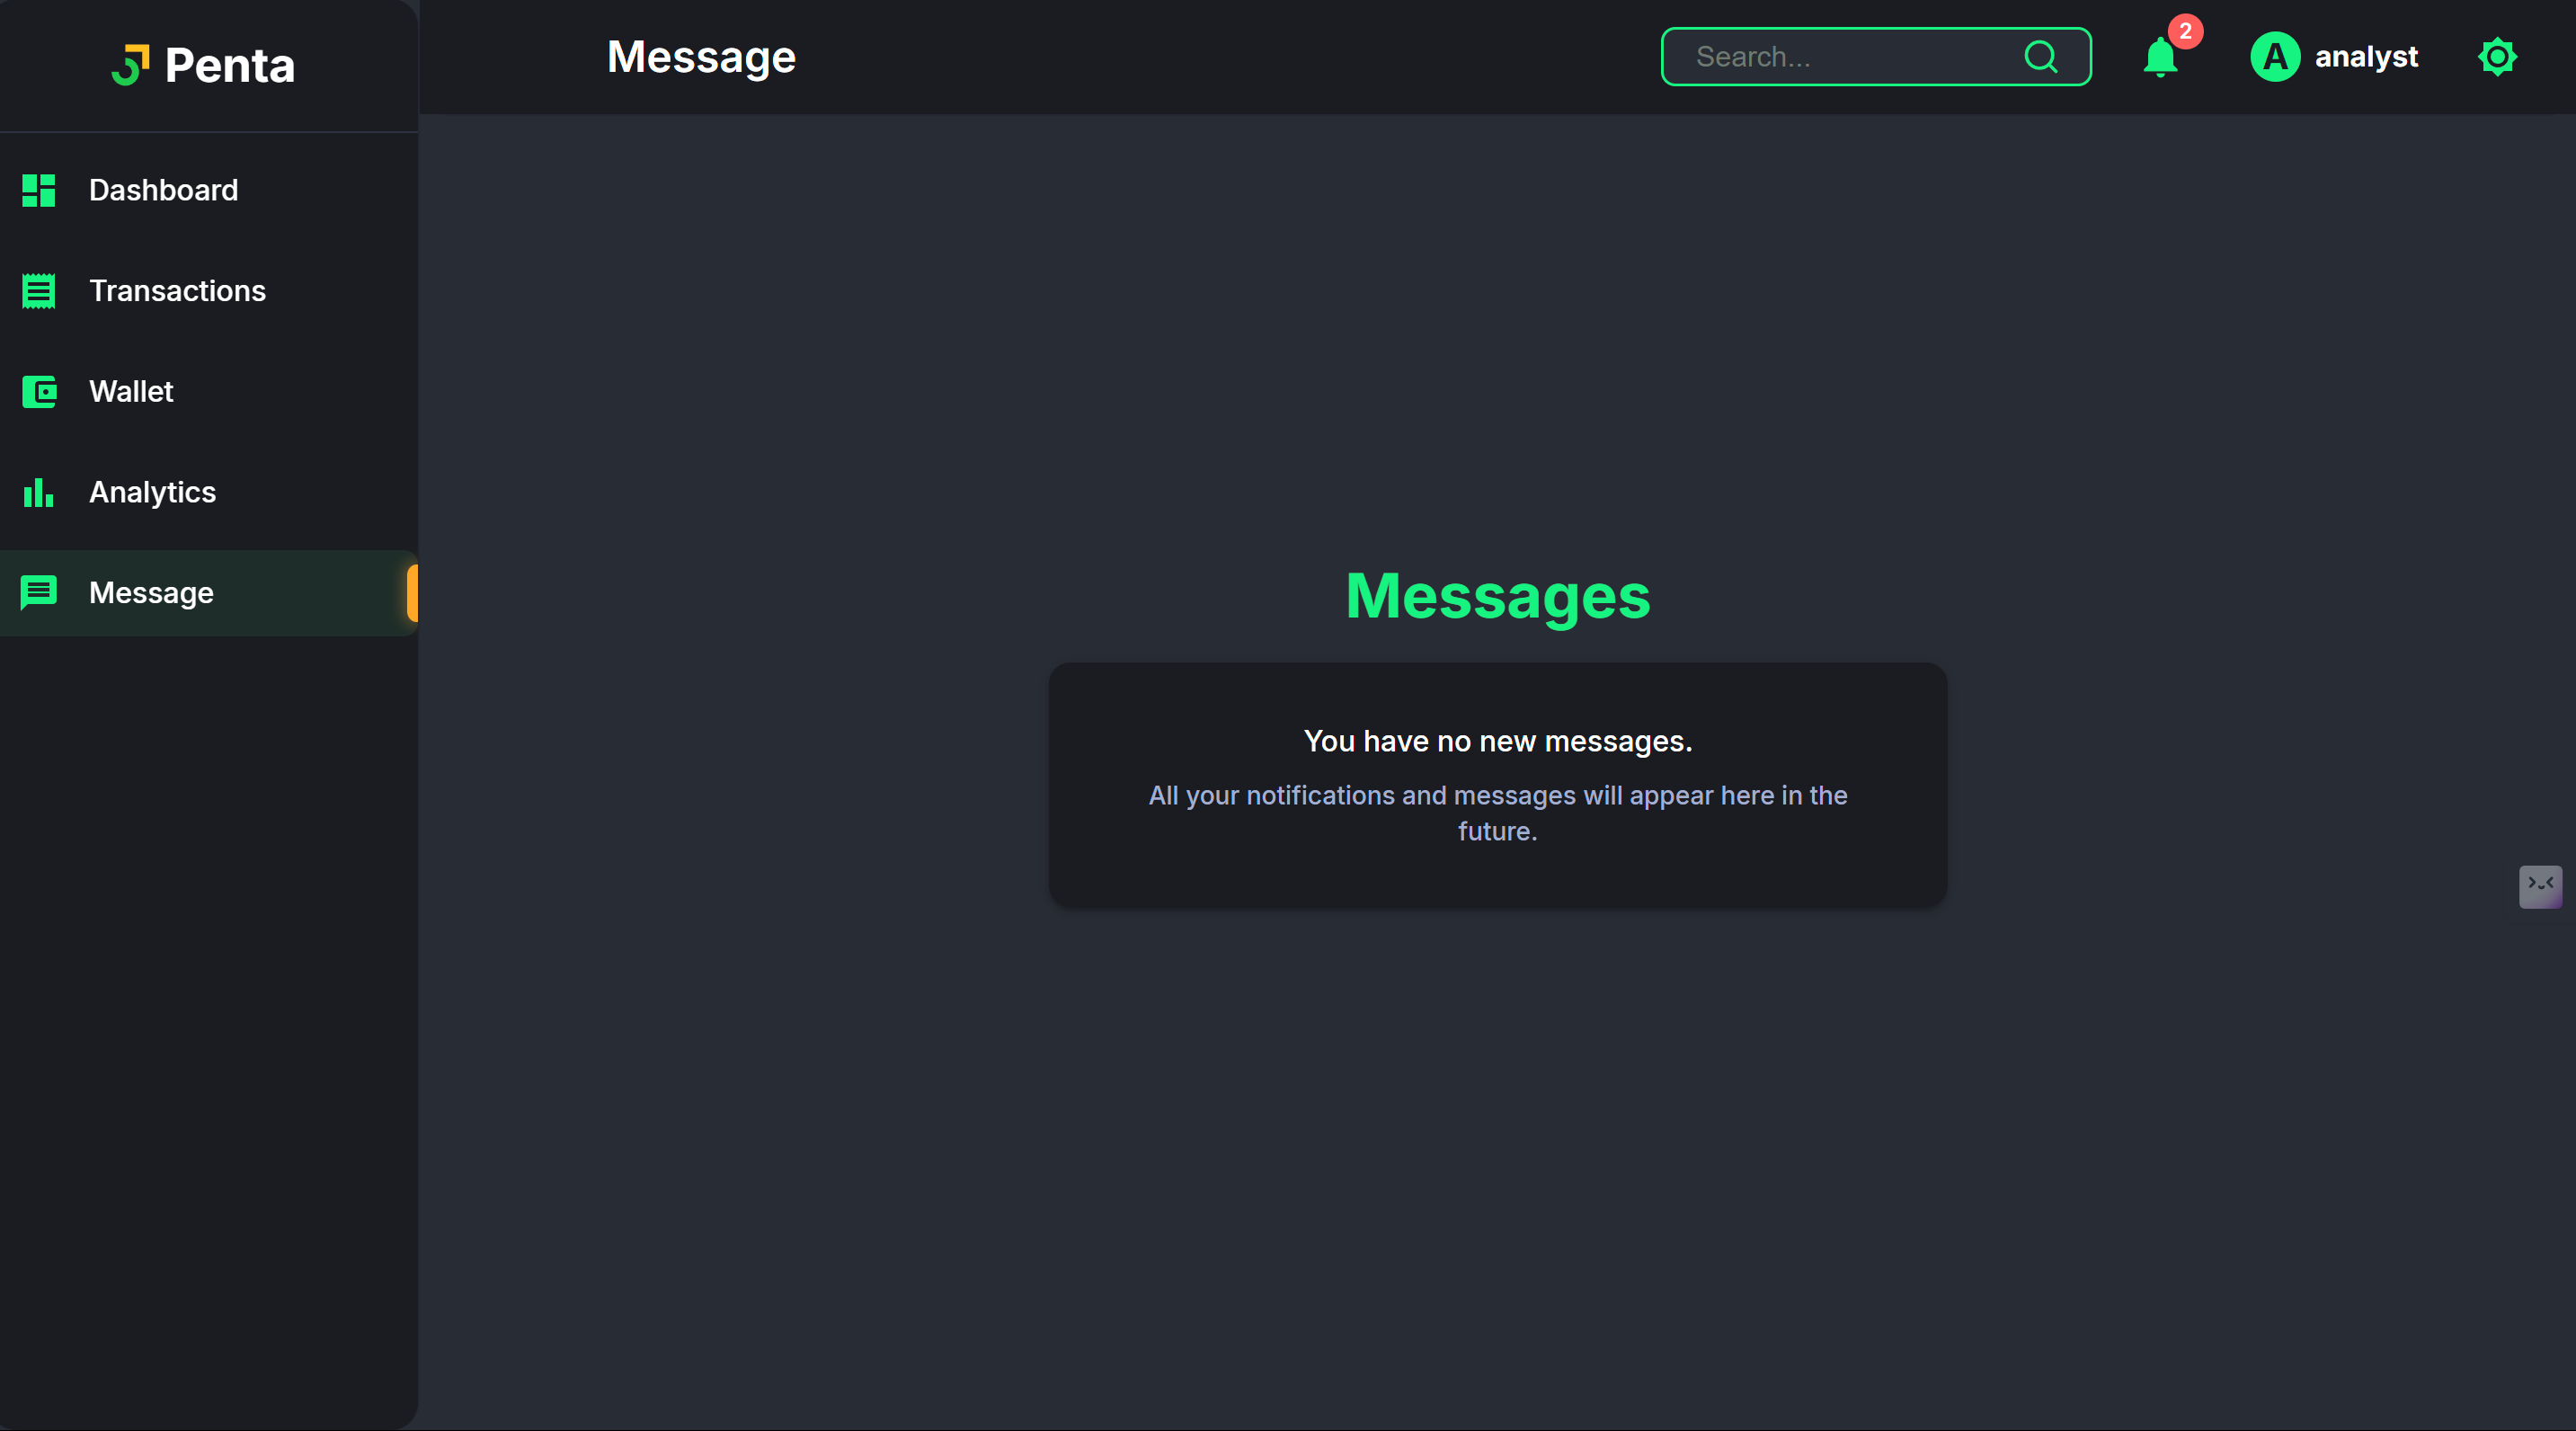 Penta
Message
Search...
2
A
analyst
Dashboard
Transactions
Wallet
Analytics
Message
Messages
You have no new messages.
All your notifications and messages will appear here in the
future.